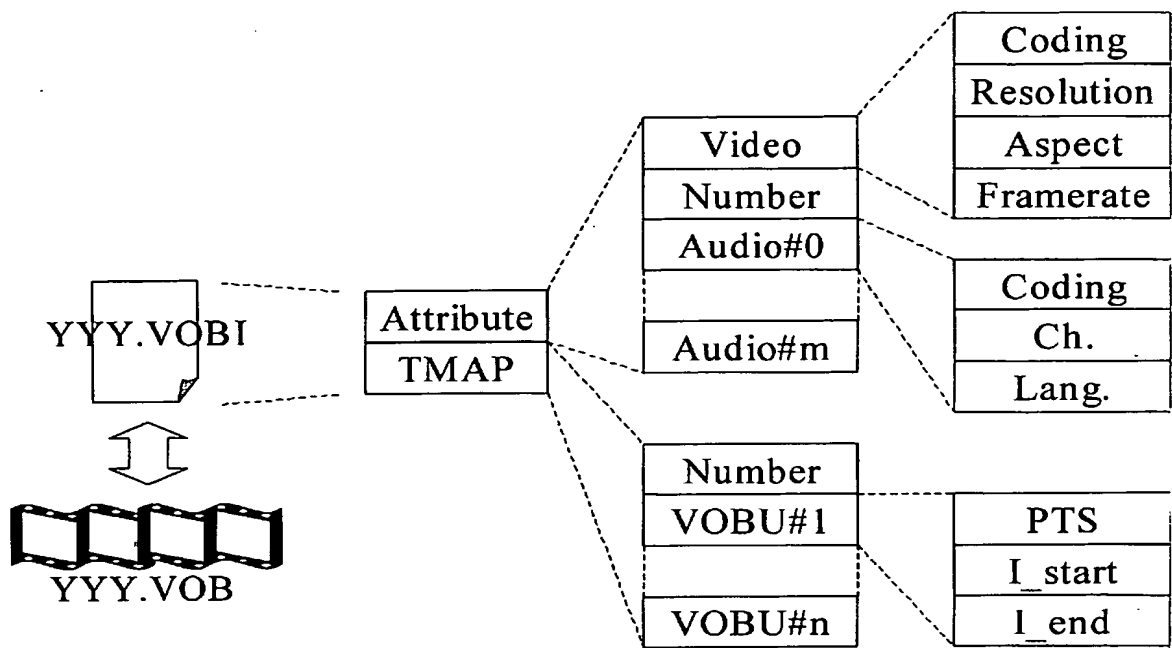 YYY.VOBI
YYY.VOB
Attribute
TMAP
Video
Number
Audio#0
Audio#m
Number
VOBU#1
VOBU#n
Coding
Resolution
Aspect
Framerate
Coding
Ch.
Lang.
PTS
I_start
I_end